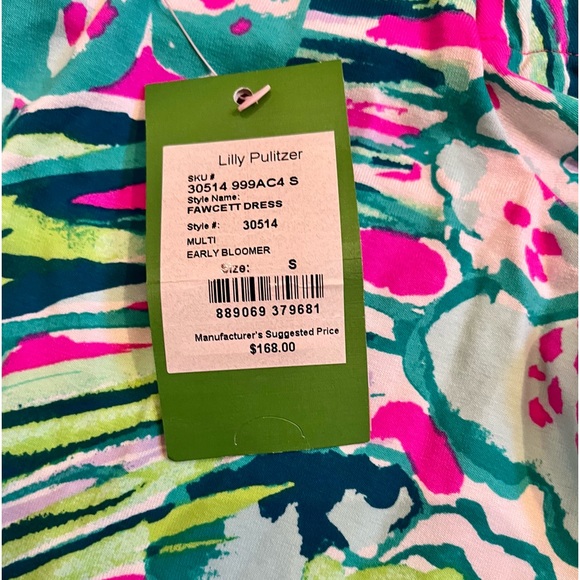 Lilly Pulitzer
SKU #
30514 999AC4 S
Style Name:
FAWCETT DRESS
Style #: 30514
MULTI
EARLY BLOOMER
Size: S
889069 379681
Manufacturer's Suggested Price
$168.00